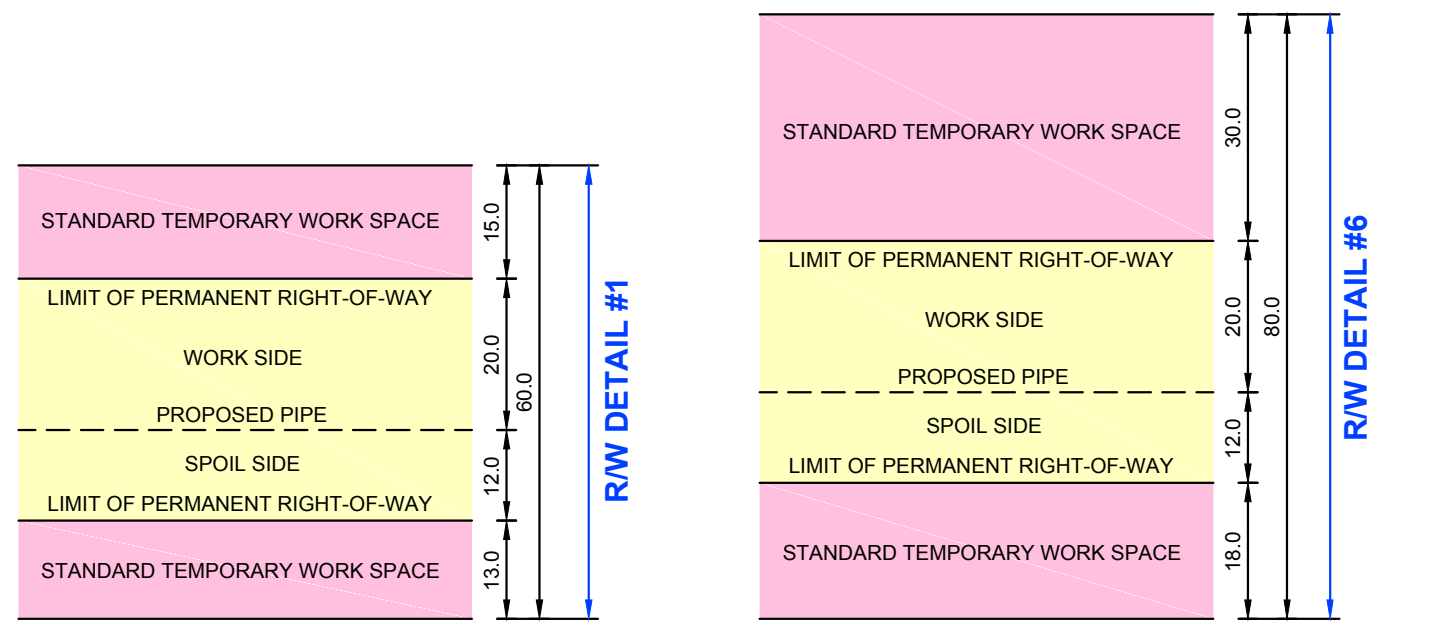 STANDARD TEMPORARY WORK SPACE
15.0
LIMIT OF PERMANENT RIGHT-OF-WAY
WORK SIDE
20.0
PROPOSED PIPE
SPOIL SIDE
12.0
LIMIT OF PERMANENT RIGHT-OF-WAY
STANDARD TEMPORARY WORK SPACE
13.0
60.0
R/W DETAIL #1
STANDARD TEMPORARY WORK SPACE
30.0
LIMIT OF PERMANENT RIGHT-OF-WAY
WORK SIDE
20.0
PROPOSED PIPE
SPOIL SIDE
12.0
LIMIT OF PERMANENT RIGHT-OF-WAY
STANDARD TEMPORARY WORK SPACE
18.0
80.0
R/W DETAIL #6